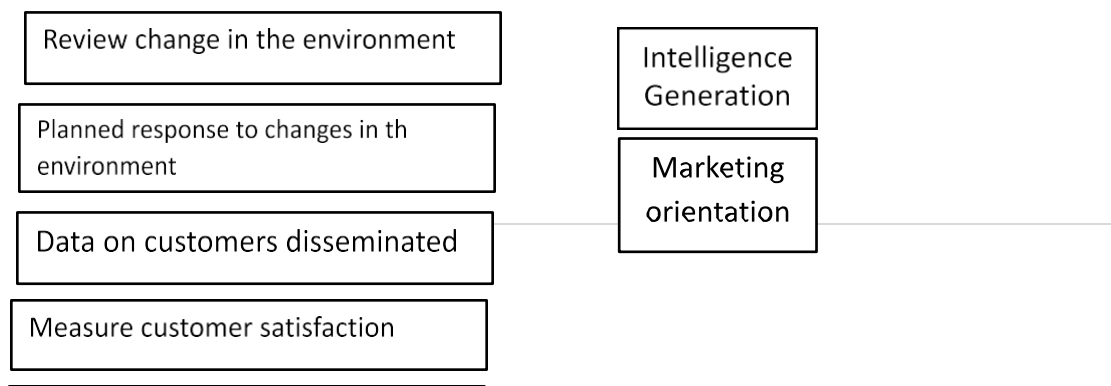 Review change in the environment
Planned response to changes in th
environment
Data on customers disseminated
Measure customer satisfaction
Intelligence
Generation
Marketing
orientation